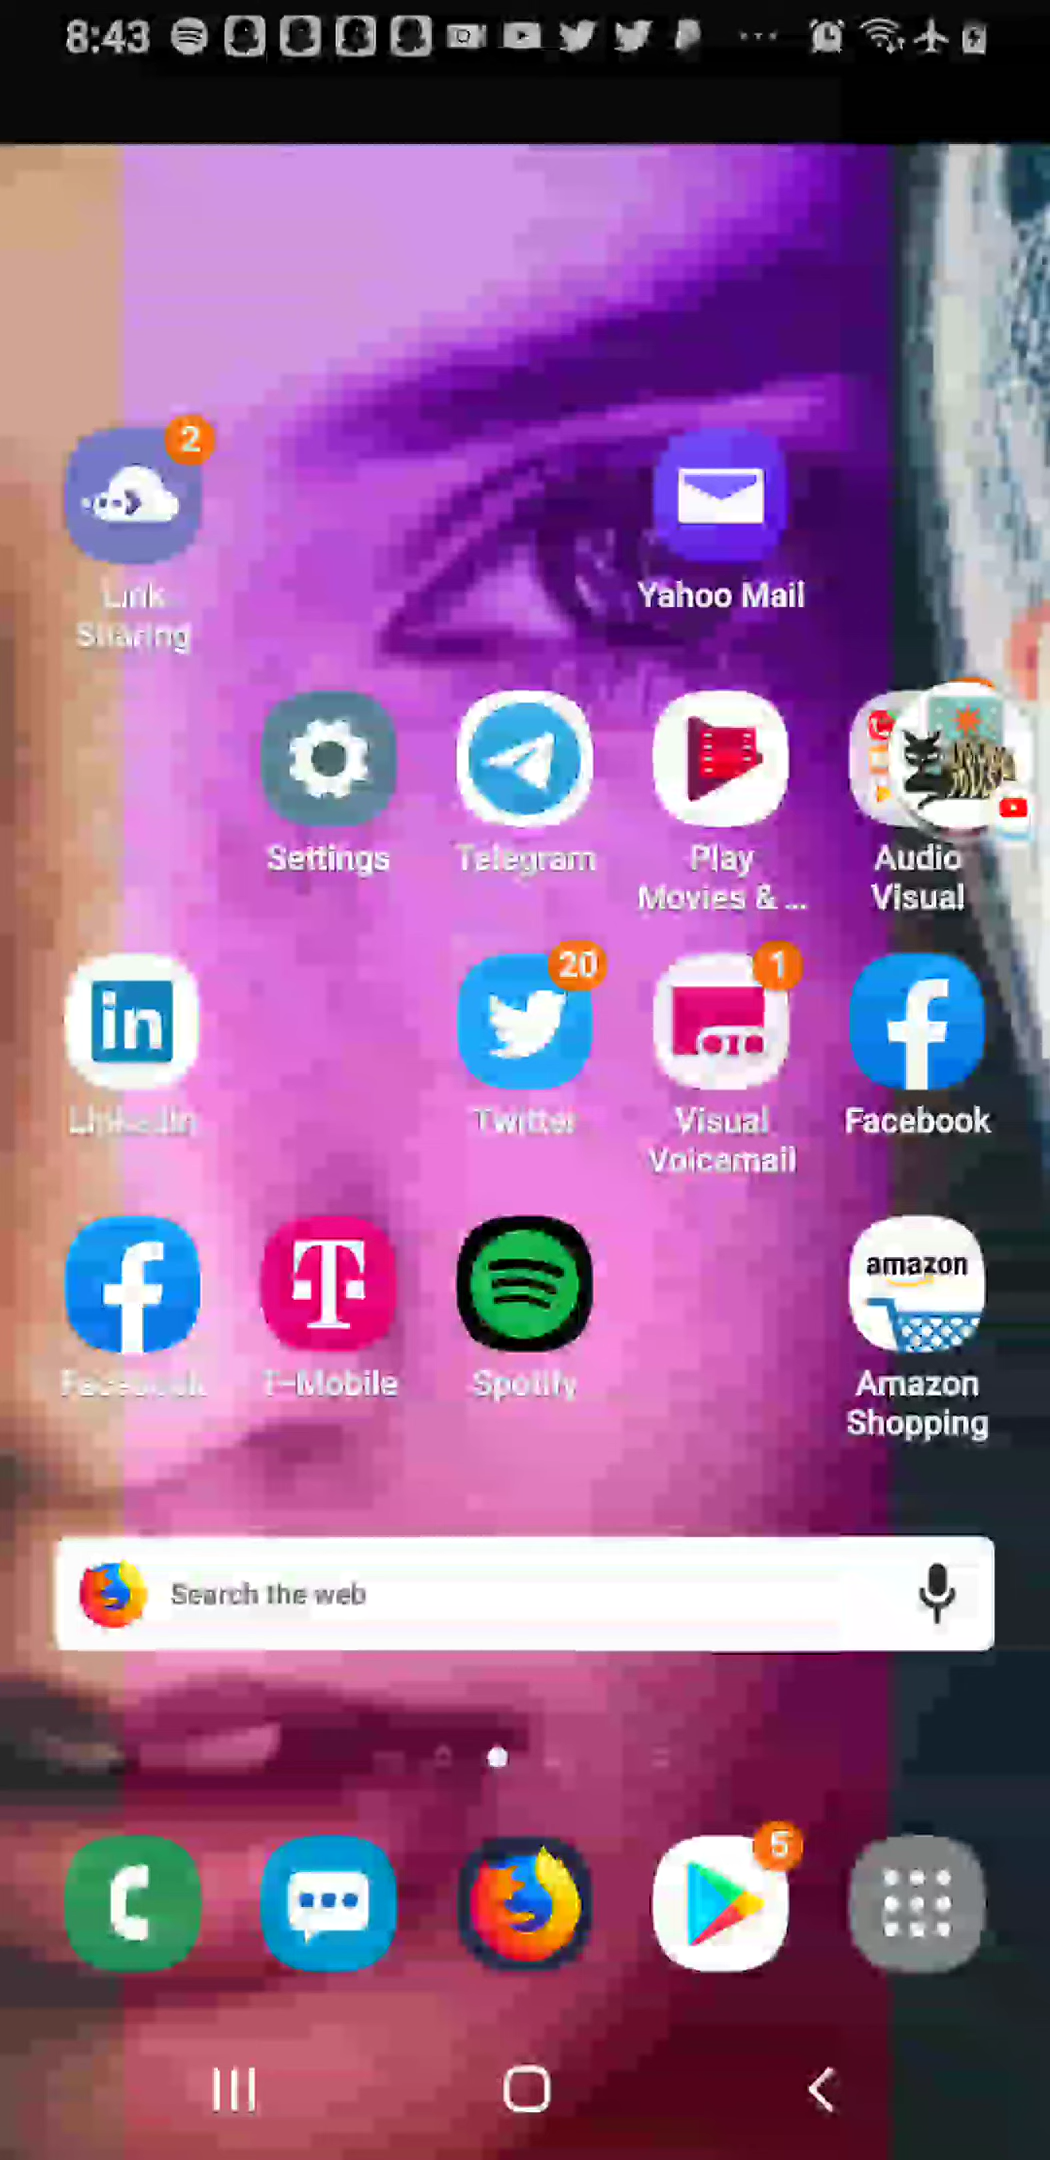 8:43
2
Link
Sharing
Yahoo Mail
Settings
Telegram
Play
Movies & ...
Audio
Visual
in
LinkedIn
20
Twitter
1
Visual
Voicemail
Facebook
Facebook
T-Mobile
Spotify
amazon
Amazon
Shopping
Search the web
5